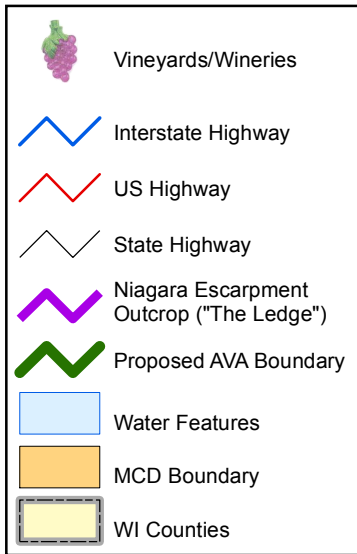 Vineyards/Wineries
Interstate Highway
US Highway
State Highway
Niagara Escarpment
Outcrop ("The Ledge")
Proposed AVA Boundary
Water Features
MCD Boundary
WI Counties